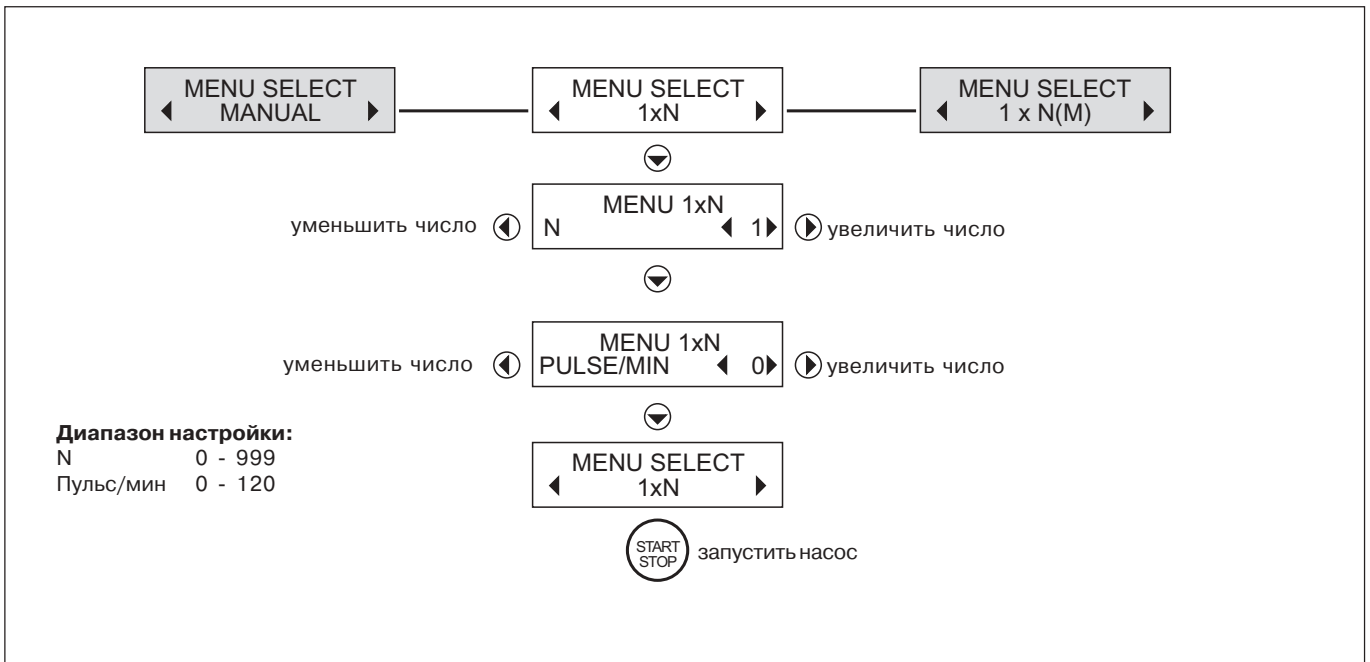 MENU SELECT
◀ MANUAL ▶
MENU SELECT
◀ 1xN ▶
MENU SELECT
◀ 1 x N(M) ▶
MENU 1xN
уменьшить число
N ◀ 1▶
увеличить число
MENU 1xN
уменьшить число
PULSE/MIN ◀ 0▶
увеличить число
Диапазон настройки:
N 0 - 999
Пульс/мин 0 - 120
MENU SELECT
◀ 1xN ▶
START
STOP
запустить насос